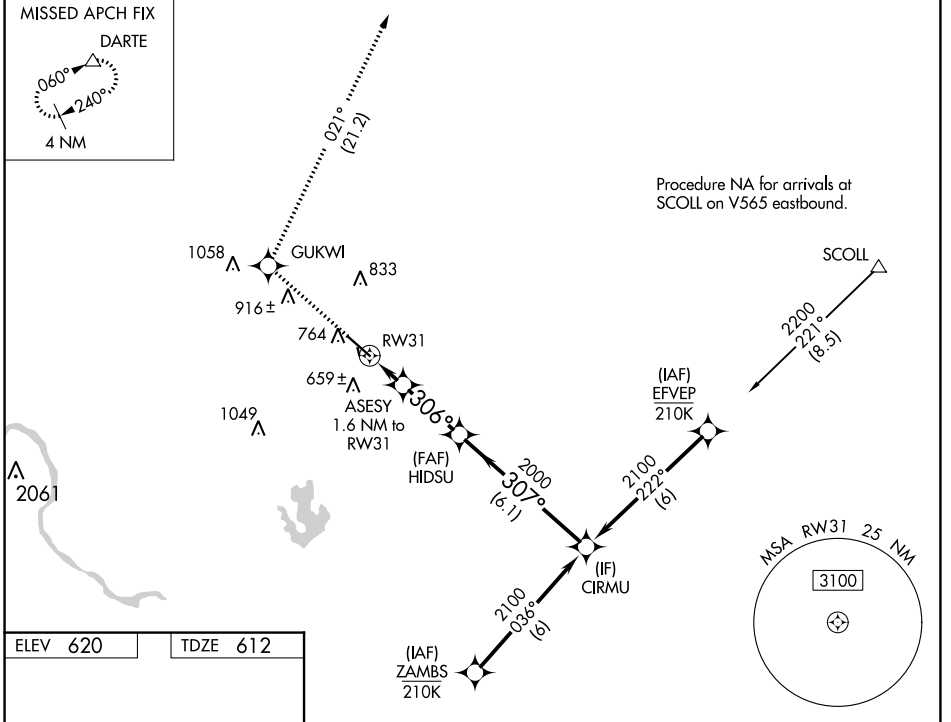 MISSED APCH FIX
DARTE
060°
240°
4 NM
021°
(21.2)
Procedure NA for arrivals at
SCOLL on V565 eastbound.
SCOLL
2200
221°
(8.5)
1058
GUKWI
833
916±
764
RW31
659±
ASESY
1.6 NM to
RW31
306°
1049
(FAF)
HIDSU
2000
307°
(6.1)
(IAF)
EFVEP
210K
2100
222°
(6)
2061
(IF)
CIRMU
2100
036°
(6)
(IAF)
ZAMBS
210K
MSA RW31 25 NM
3100
ELEV 620
TDZE 612